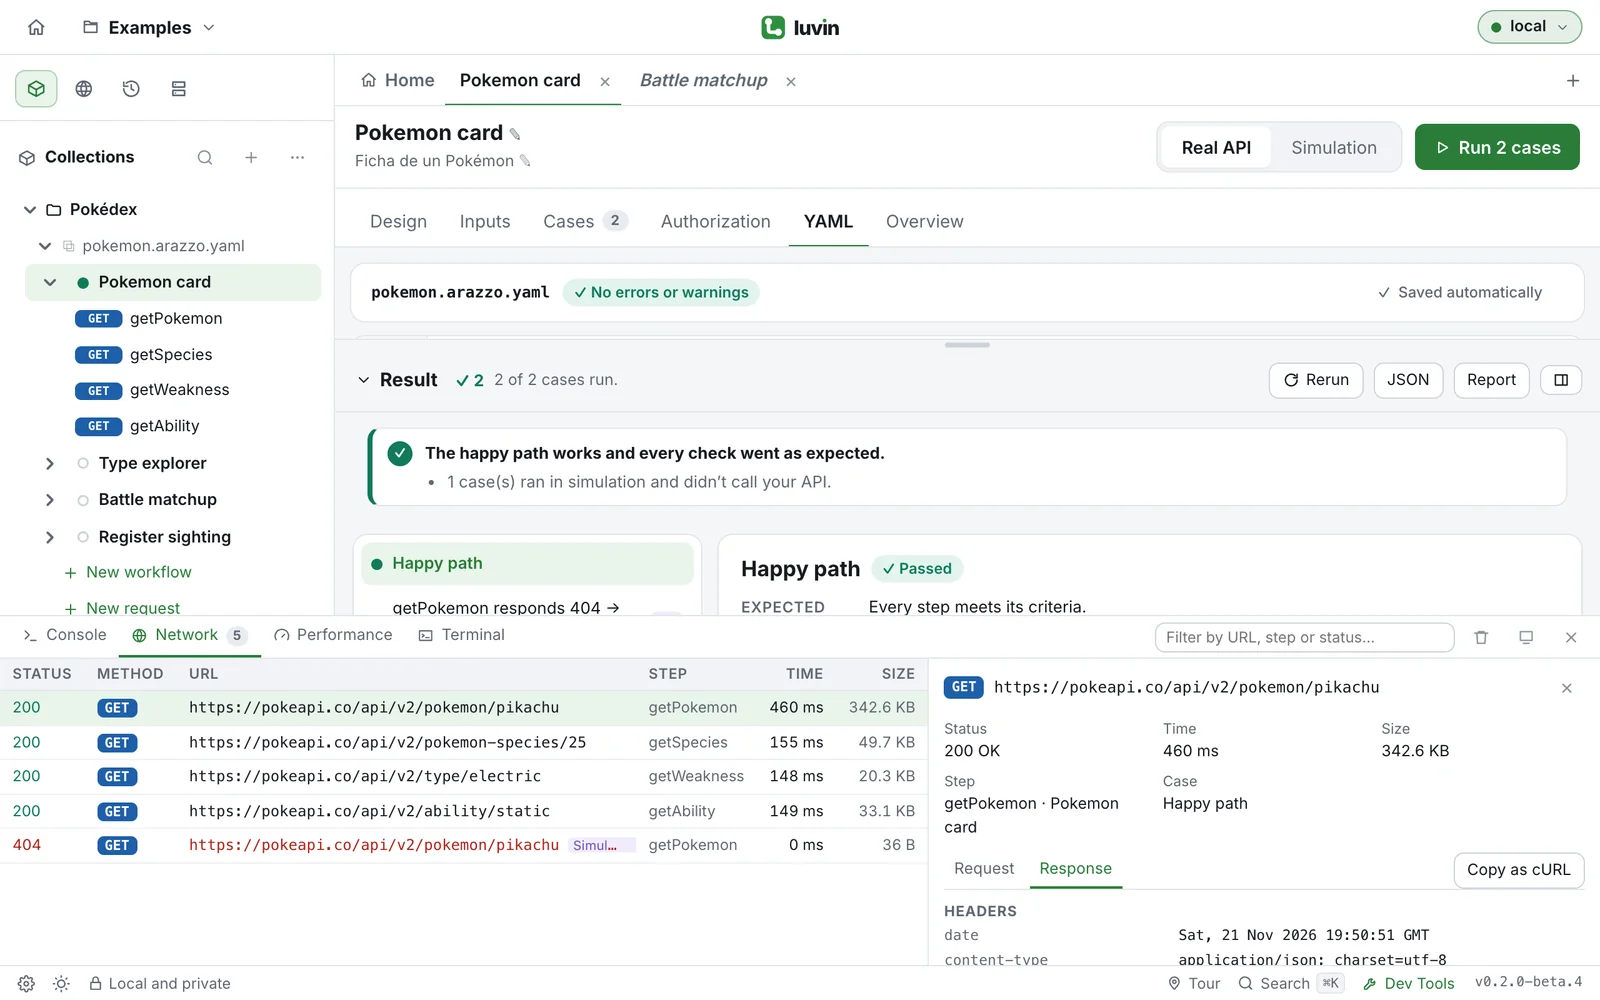 Examples
luvin
local
Home
Pokemon card
Battle matchup
Collections
Pokédex
pokemon.arazzo.yaml
Pokemon card
GET getPokemon
GET getSpecies
GET getWeakness
GET getAbility
Type explorer
Battle matchup
Register sighting
+ New workflow
+ New request
Pokemon card
Ficha de un Pokémon
Real API
Simulation
Run 2 cases
Design
Inputs
Cases 2
Authorization
YAML
Overview
pokemon.arazzo.yaml
No errors or warnings
Saved automatically
Result
2
2 of 2 cases run.
Rerun
JSON
Report
The happy path works and every check went as expected.
• 1 case(s) ran in simulation and didn’t call your API.
Happy path
getPokemon responds 404 →
Happy path
Passed
EXPECTED Every step meets its criteria.
Console
Network 5
Performance
Terminal
Filter by URL, step or status...
STATUS METHOD URL STEP TIME SIZE
200 GET https://pokeapi.co/api/v2/pokemon/pikachu getPokemon 460 ms 342.6 KB
200 GET https://pokeapi.co/api/v2/pokemon-species/25 getSpecies 155 ms 49.7 KB
200 GET https://pokeapi.co/api/v2/type/electric getWeakness 148 ms 20.3 KB
200 GET https://pokeapi.co/api/v2/ability/static getAbility 149 ms 33.1 KB
404 GET https://pokeapi.co/api/v2/pokemon/pikachu Simul... getPokemon 0 ms 36 B
GET https://pokeapi.co/api/v2/pokemon/pikachu
Status Time Size
200 OK 460 ms 342.6 KB
Step Case
getPokemon · Pokemon Happy path
card
Request
Response
Copy as cURL
HEADERS
date Sat, 21 Nov 2026 19:50:51 GMT
content-type application/json; charset=utf-8
Local and private
Tour
Search ⌘K
Dev Tools
v0.2.0-beta.4